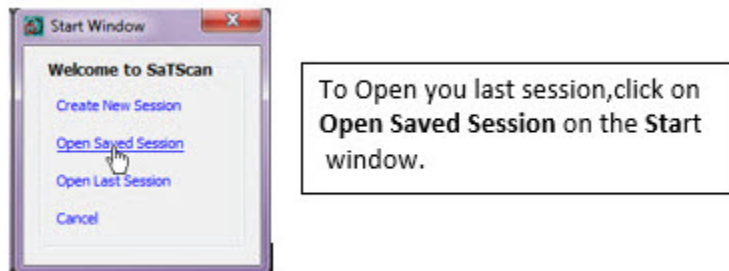 Start Window
Welcome to SaTScan
Create New Session
Open Saved Session
Open Last Session
Cancel
To Open you last session,click on
Open Saved Session on the Start
window.